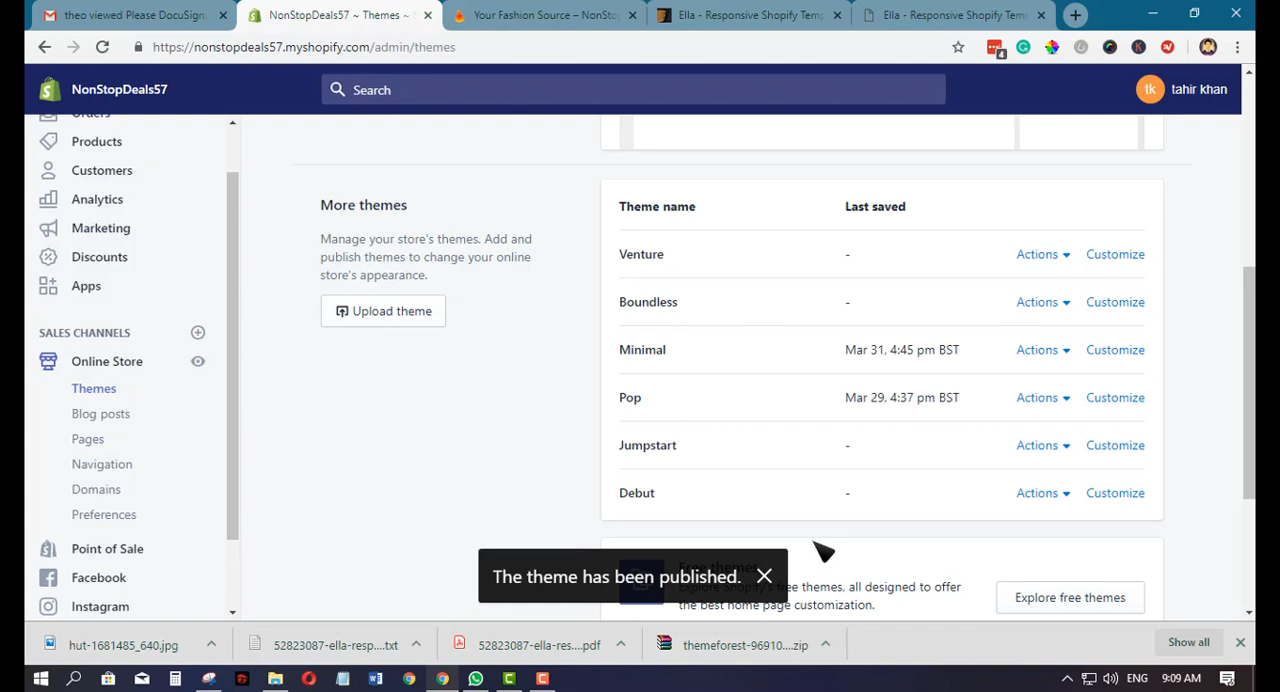 theo viewed Please DocuSign
NonStopDeals57 ~ Themes ~ S
Your Fashion Source – NonSto
Ella - Responsive Shopify Temp
Ella - Responsive Shopify Tem
https://nonstopdeals57.myshopify.com/admin/themes
4
NonStopDeals57
Search
tk
tahir khan
Orders
Products
Customers
Analytics
Marketing
Discounts
Apps
SALES CHANNELS
Online Store
Themes
Blog posts
Pages
Navigation
Domains
Preferences
Point of Sale
Facebook
Instagram
More themes
Manage your store's themes. Add and
publish themes to change your online
store's appearance.
Upload theme
Theme name Last saved
Venture - Actions Customize
Boundless - Actions Customize
Minimal Mar 31, 4:45 pm BST Actions Customize
Pop Mar 29, 4:37 pm BST Actions Customize
Jumpstart - Actions Customize
Debut - Actions Customize
Free themes
Explore Shopify's free themes, all designed to offer
the best home page customization.
Explore free themes
The theme has been published.
hut-1681485_640.jpg
52823087-ella-resp....txt
52823087-ella-res....pdf
themeforest-96910....zip
Show all
ENG
9:09 AM